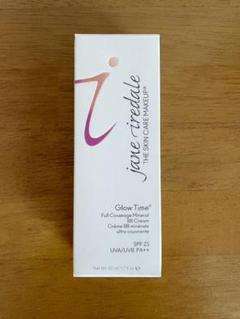 jane iredale
THE SKIN CARE MAKEUP®
Glow Time®
Full Coverage Mineral
BB Cream
Crème BB minérale
ultra couvrante
SPF 25
UVA/UVB PA++